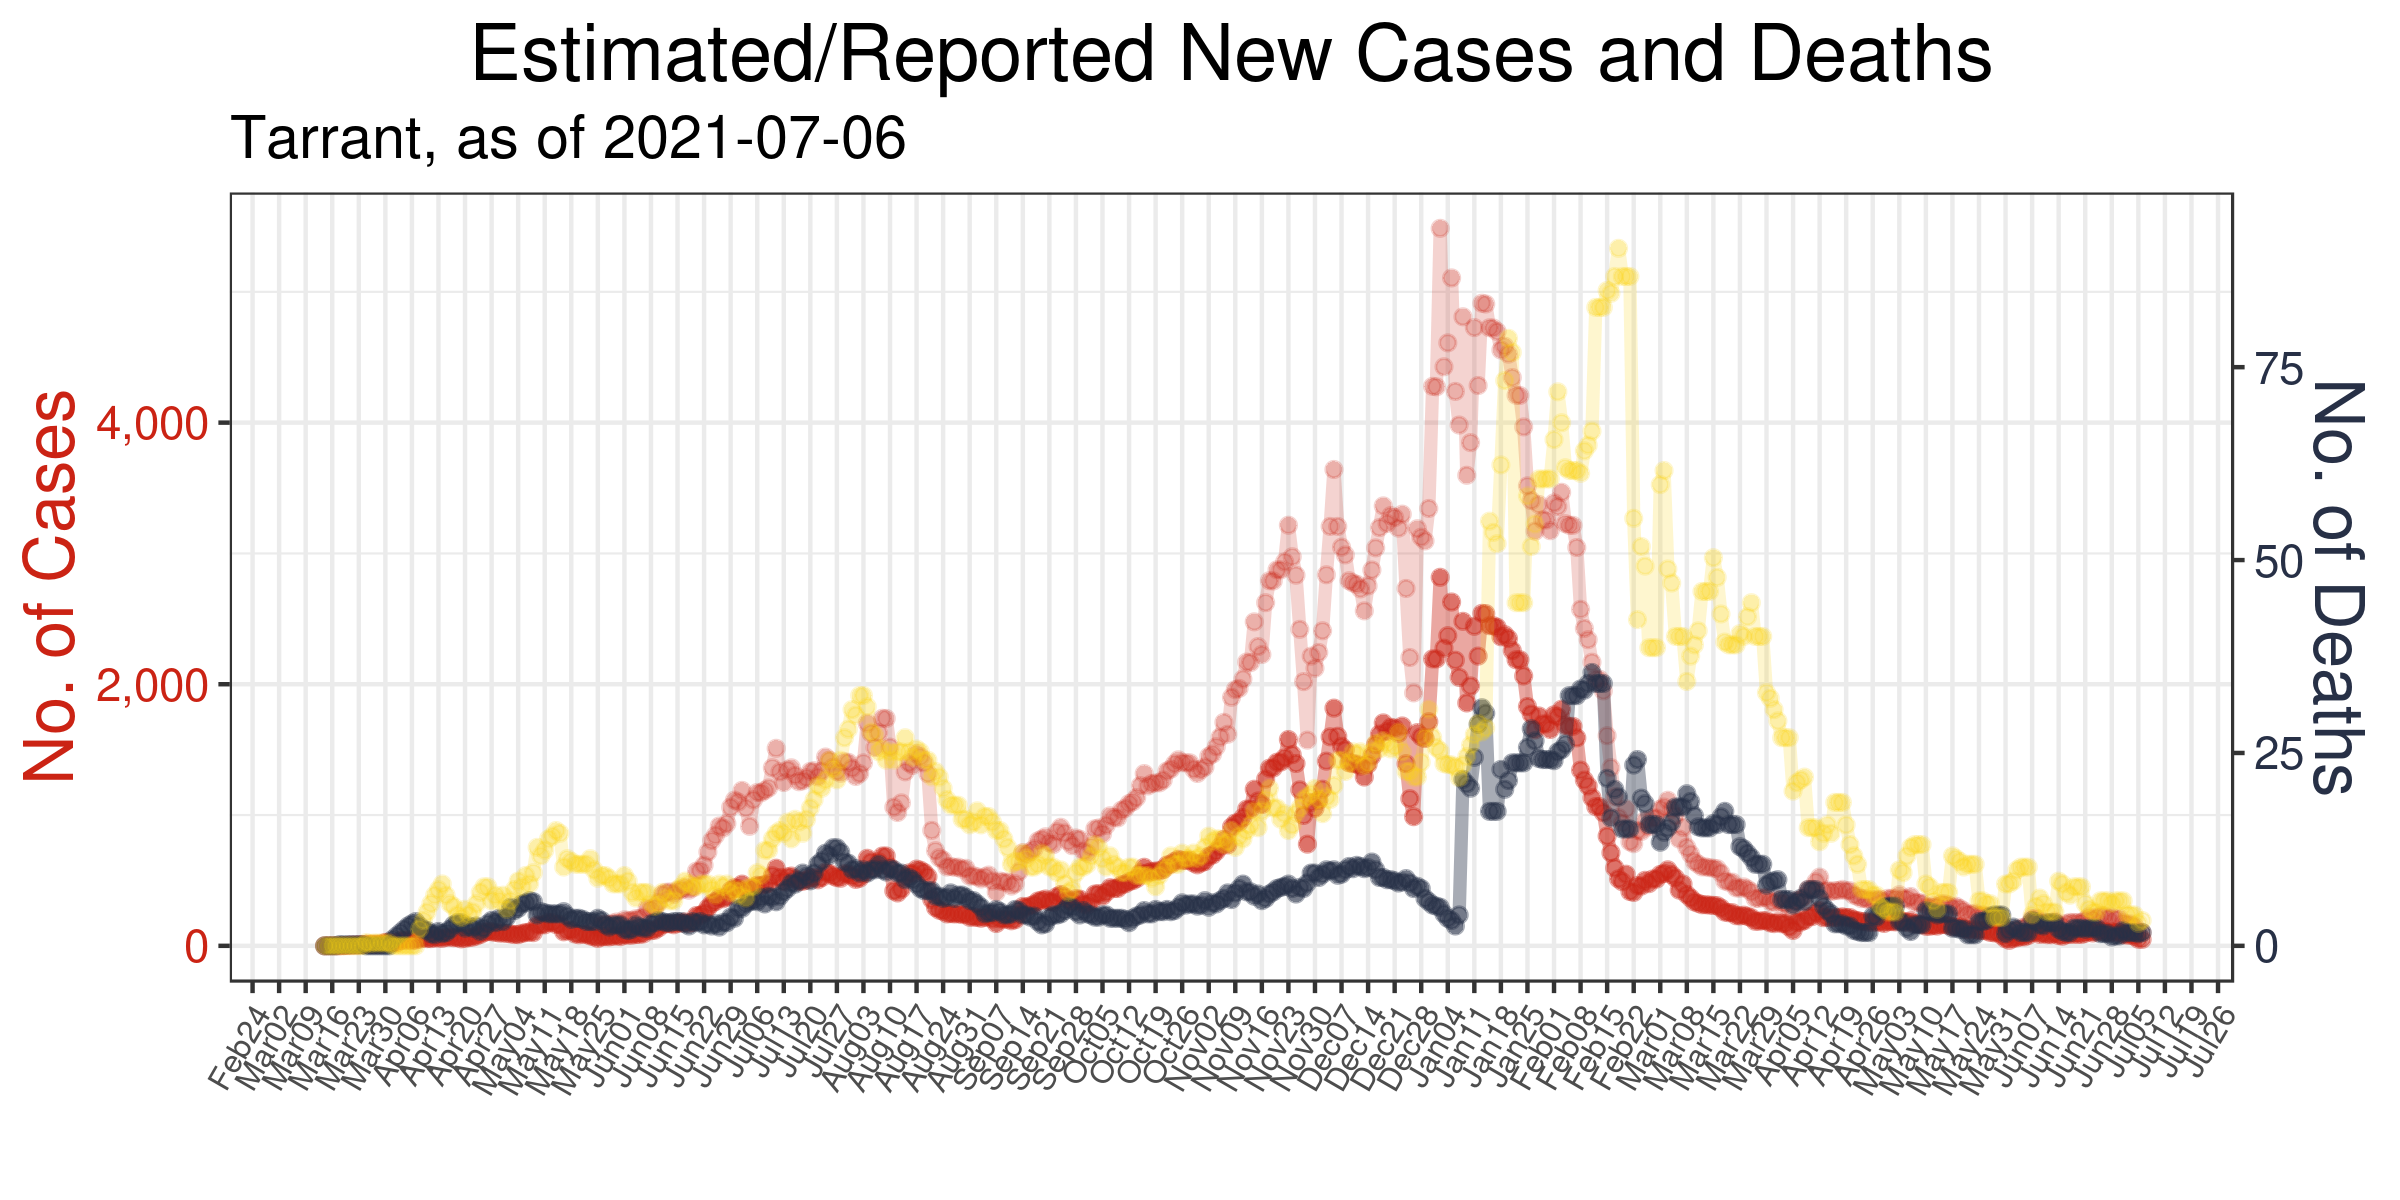 Estimated/Reported New Cases and Deaths
Tarrant, as of 2021-07-06
No. of Cases
4,000
2,000
0
No. of Deaths
75
50
25
0
Feb24 Mar02 Mar09 Mar16 Mar23 Mar30 Apr06 Apr13 Apr20 Apr27 May04 May11 May18 May25 Jun01 Jun08 Jun15 Jun22 Jun29 Jul06 Jul13 Jul20 Jul27 Aug03 Aug10 Aug17 Aug24 Aug31 Sep07 Sep14 Sep21 Sep28 Oct05 Oct12 Oct19 Oct26 Nov02 Nov09 Nov16 Nov23 Nov30 Dec07 Dec14 Dec21 Dec28 Jan04 Jan11 Jan18 Jan25 Feb01 Feb08 Feb15 Feb22 Mar01 Mar08 Mar15 Mar22 Mar29 Apr05 Apr12 Apr19 Apr26 May03 May10 May17 May24 May31 Jun07 Jun14 Jun21 Jun28 Jul05 Jul12 Jul19 Jul26